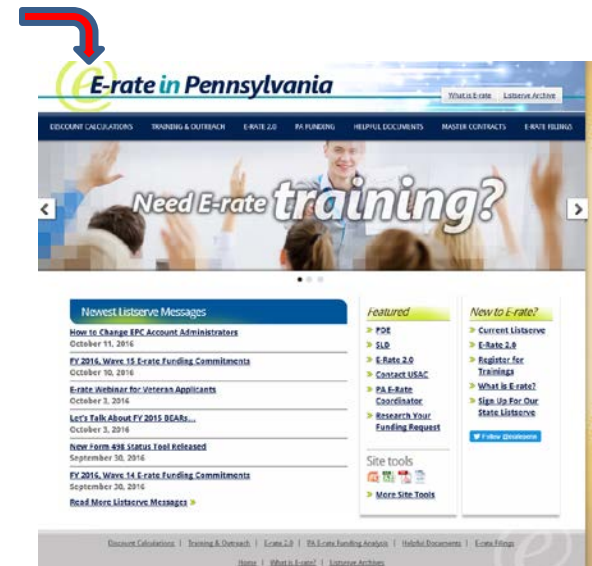 E-rate in Pennsylvania
What is E-rate Listserve Archive
DISCOUNT CALCULATIONS TRAINING & OUTREACH E-RATE 2.0 PA FUNDING HELPFUL DOCUMENTS MASTER CONTRACTS E-RATE FILINGS
Need E-rate training?
Newest Listserve Messages
How to Change EPC Account Administrators
October 11, 2016
FY 2016, Wave 15 E-rate Funding Commitments
October 10, 2016
E-rate Webinar for Veteran Applicants
October 3, 2016
Let's Talk About FY 2015 BEARs...
October 3, 2016
New Form 498 Status Tool Released
September 30, 2016
FY 2016, Wave 14 E-rate Funding Commitments
September 30, 2016
Read More Listserve Messages »
Featured
» PDE
» SLD
» E-Rate 2.0
» Contact USAC
» PA E-Rate
Coordinator
» Research Your
Funding Request
Site tools
» More Site Tools
New to E-rate?
» Current Listserve
» E-Rate 2.0
» Register for
Trainings
» What is E-rate?
» Sign Up For Our
State Listserve
Follow
Discount Calculations | Training & Outreach | E-rate 2.0 | PA E-rate Funding Analysis | Helpful Documents | E-rate Filings
Home | What is E-rate? | Listserve Archives